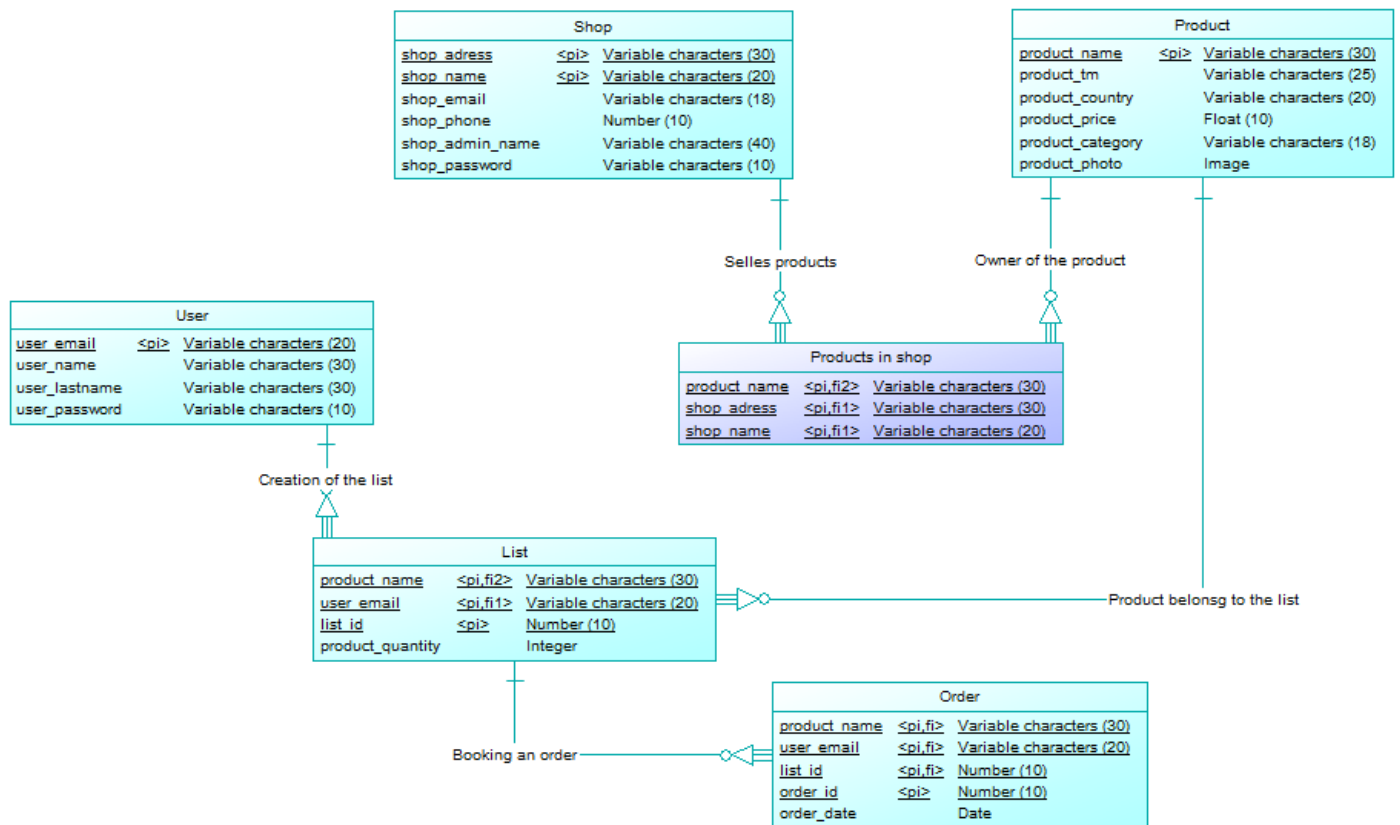 Shop
shop_adress <pi> Variable characters (30)
shop_name <pi> Variable characters (20)
shop_email Variable characters (18)
shop_phone Number (10)
shop_admin_name Variable characters (40)
shop_password Variable characters (10)
Product
product_name <pi> Variable characters (30)
product_tm Variable characters (25)
product_country Variable characters (20)
product_price Float (10)
product_category Variable characters (18)
product_photo Image
Selles products
Owner of the product
User
user_email <pi> Variable characters (20)
user_name Variable characters (30)
user_lastname Variable characters (30)
user_password Variable characters (10)
Products in shop
product_name <pi,fi2> Variable characters (30)
shop_adress <pi,fi1> Variable characters (30)
shop_name <pi,fi1> Variable characters (20)
Creation of the list
List
product_name <pi,fi2> Variable characters (30)
user_email <pi,fi1> Variable characters (20)
list_id <pi> Number (10)
product_quantity Integer
Product belonsg to the list
Booking an order
Order
product_name <pi,fi> Variable characters (30)
user_email <pi,fi> Variable characters (20)
list_id <pi,fi> Number (10)
order_id <pi> Number (10)
order_date Date